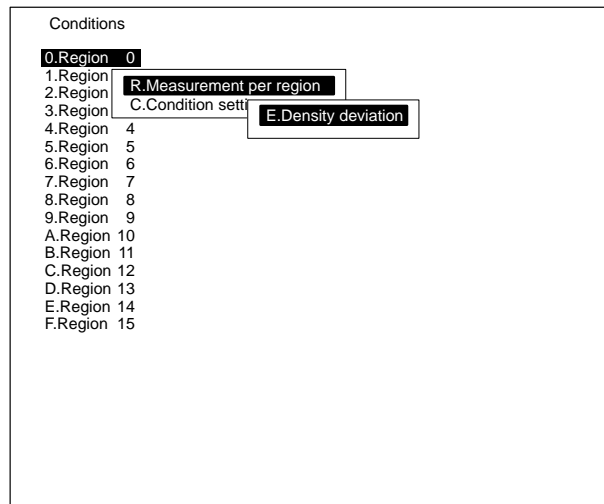 Conditions
0.Region 0
1.Region
2.Region
3.Region
4.Region 4
5.Region 5
6.Region 6
7.Region 7
8.Region 8
9.Region 9
A.Region 10
B.Region 11
C.Region 12
D.Region 13
E.Region 14
F.Region 15
R.Measurement per region
C.Condition setti
E.Density deviation